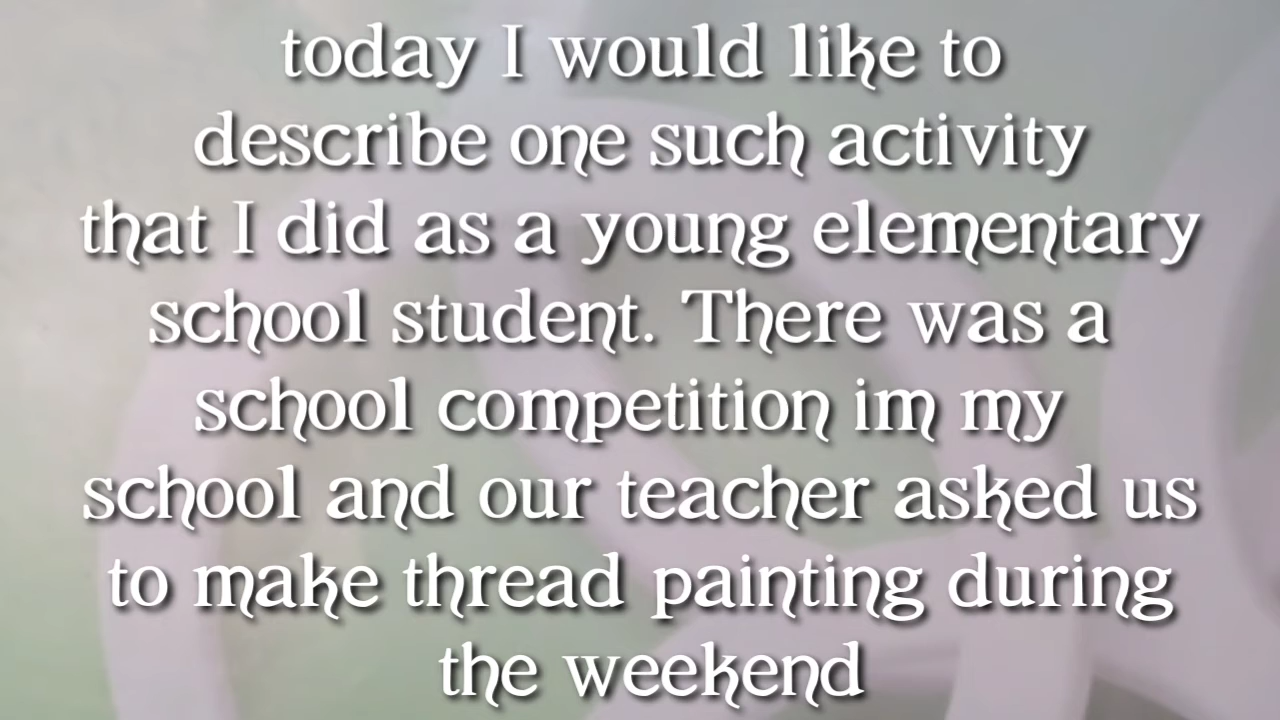 today I would like to
describe one such activity
that I did as a young elementary
school student. There was a
school competition im my
school and our teacher asked us
to make thread painting during
the weekend